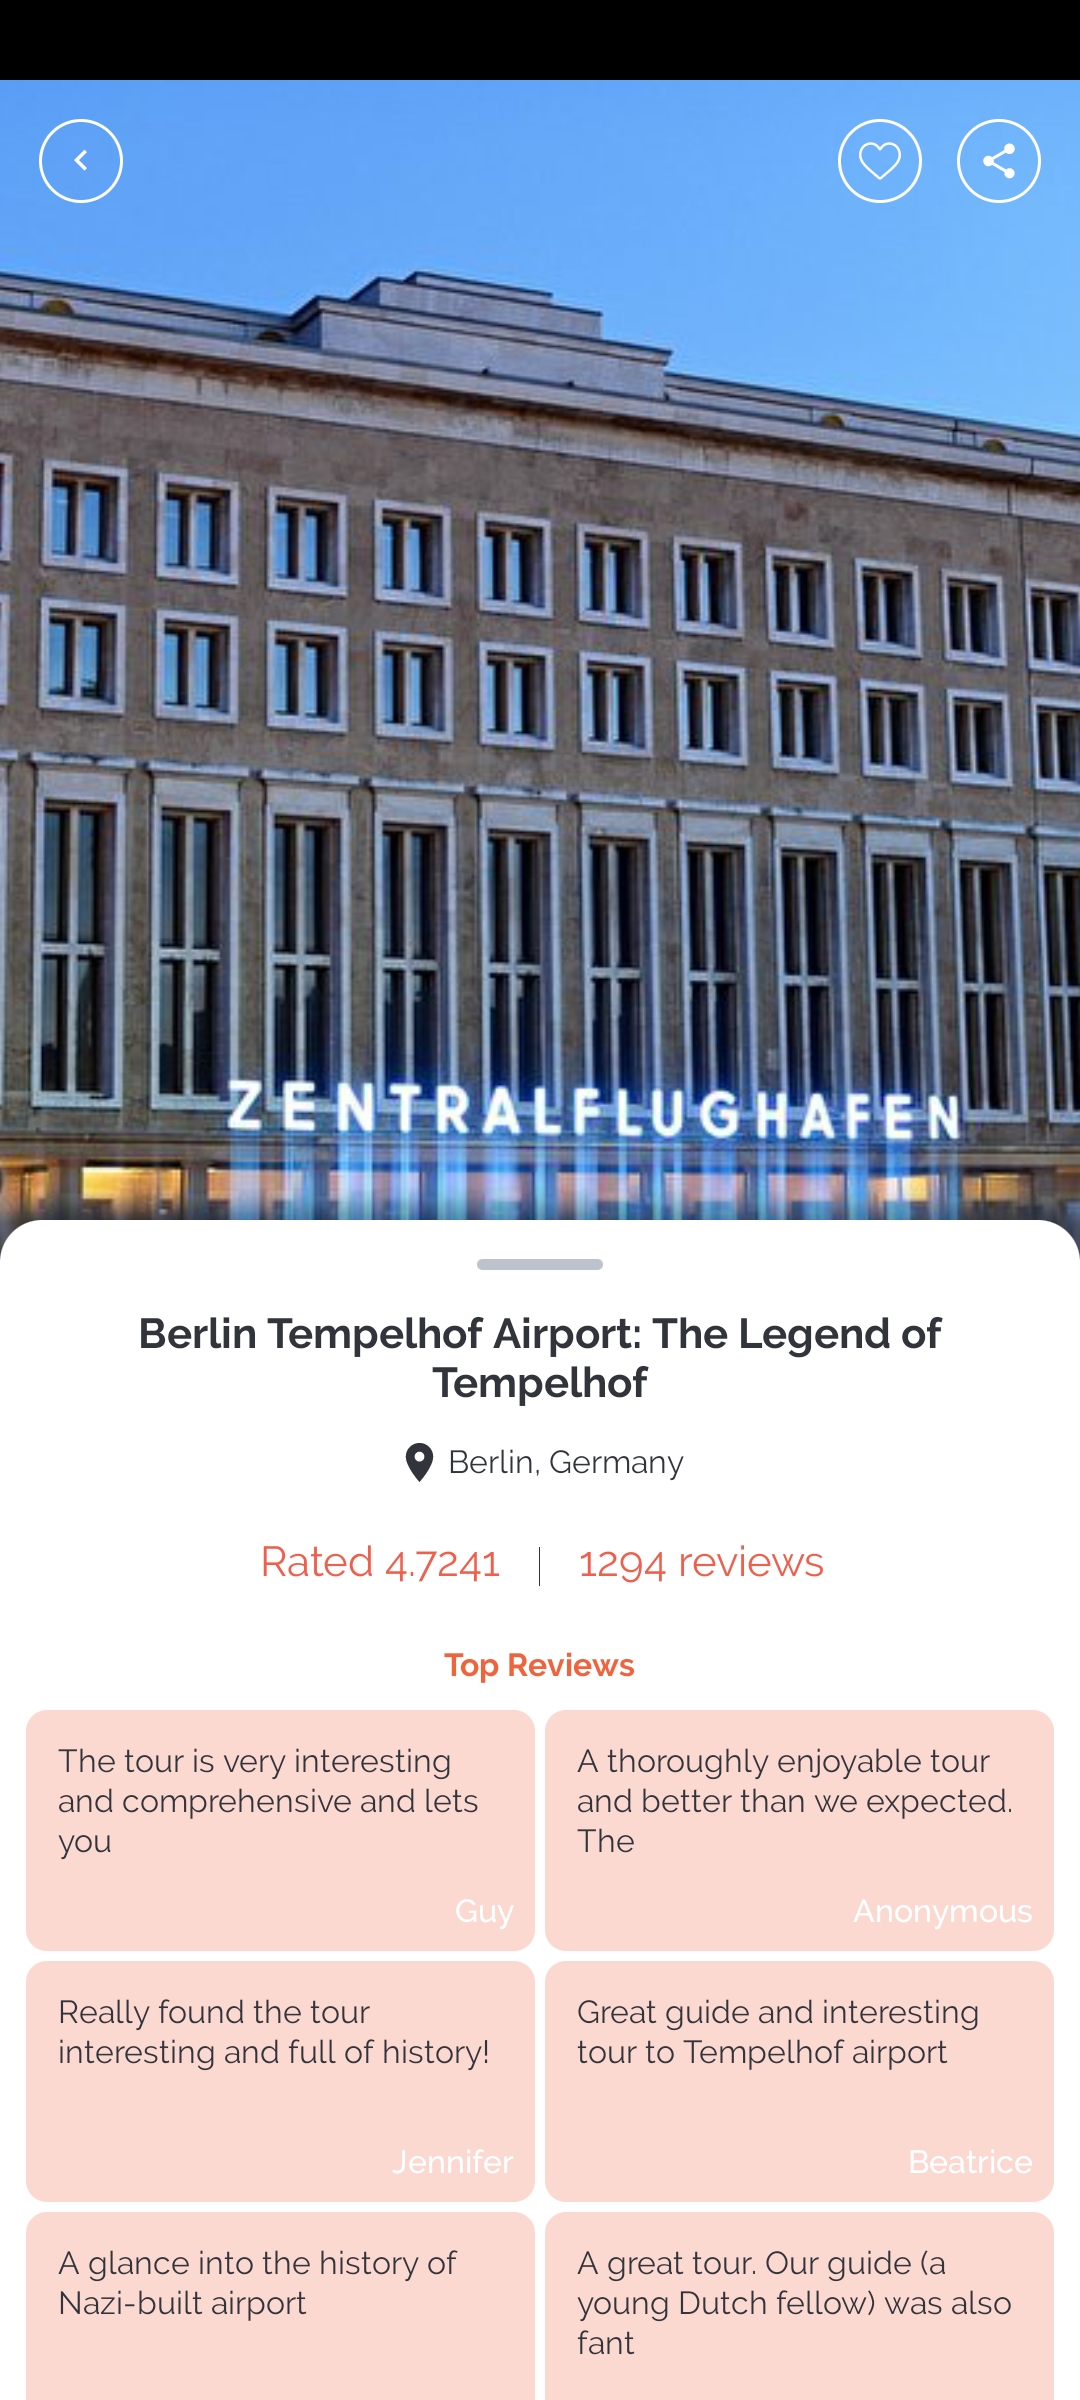 ZENTRALFLUGHAFEN
Berlin Tempelhof Airport: The Legend of
Tempelhof
Berlin, Germany
Rated 4.7241
1294 reviews
Top Reviews
The tour is very interesting
and comprehensive and lets
you
Guy
A thoroughly enjoyable tour
and better than we expected.
The
Anonymous
Really found the tour
interesting and full of history!
Jennifer
Great guide and interesting
tour to Tempelhof airport
Beatrice
A glance into the history of
Nazi-built airport
A great tour. Our guide (a
young Dutch fellow) was also
fant